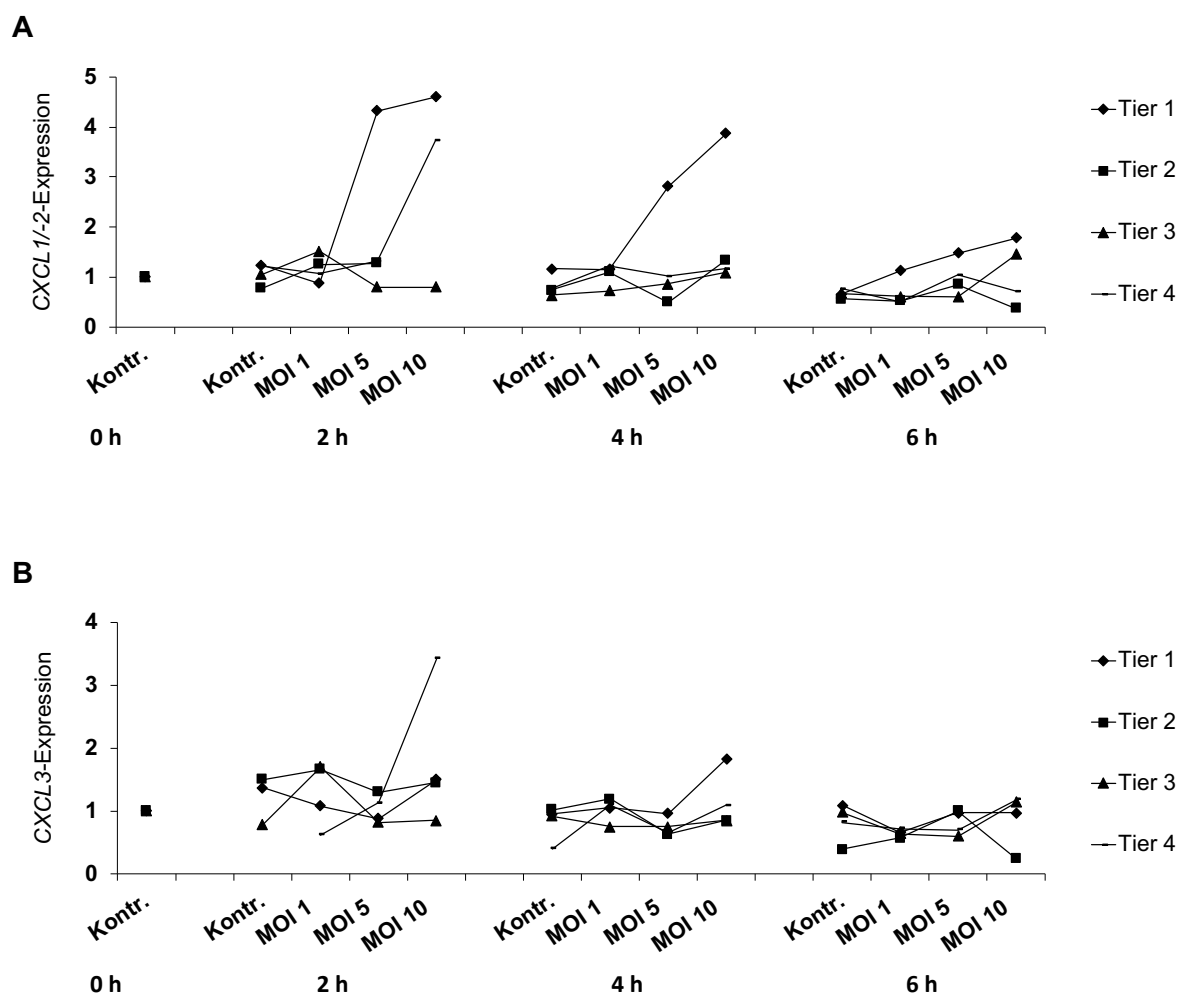 A
CXCL1/-2-Expression
5
4
3
2
1
0
Kontr.
Kontr.
MOI 1
MOI 5
MOI 10
Kontr.
MOI 1
MOI 5
MOI 10
Kontr.
MOI 1
MOI 5
MOI 10
0 h
2 h
4 h
6 h
Tier 1
Tier 2
Tier 3
Tier 4
B
CXCL3-Expression
4
3
2
1
0
Kontr.
Kontr.
MOI 1
MOI 5
MOI 10
Kontr.
MOI 1
MOI 5
MOI 10
Kontr.
MOI 1
MOI 5
MOI 10
0 h
2 h
4 h
6 h
Tier 1
Tier 2
Tier 3
Tier 4